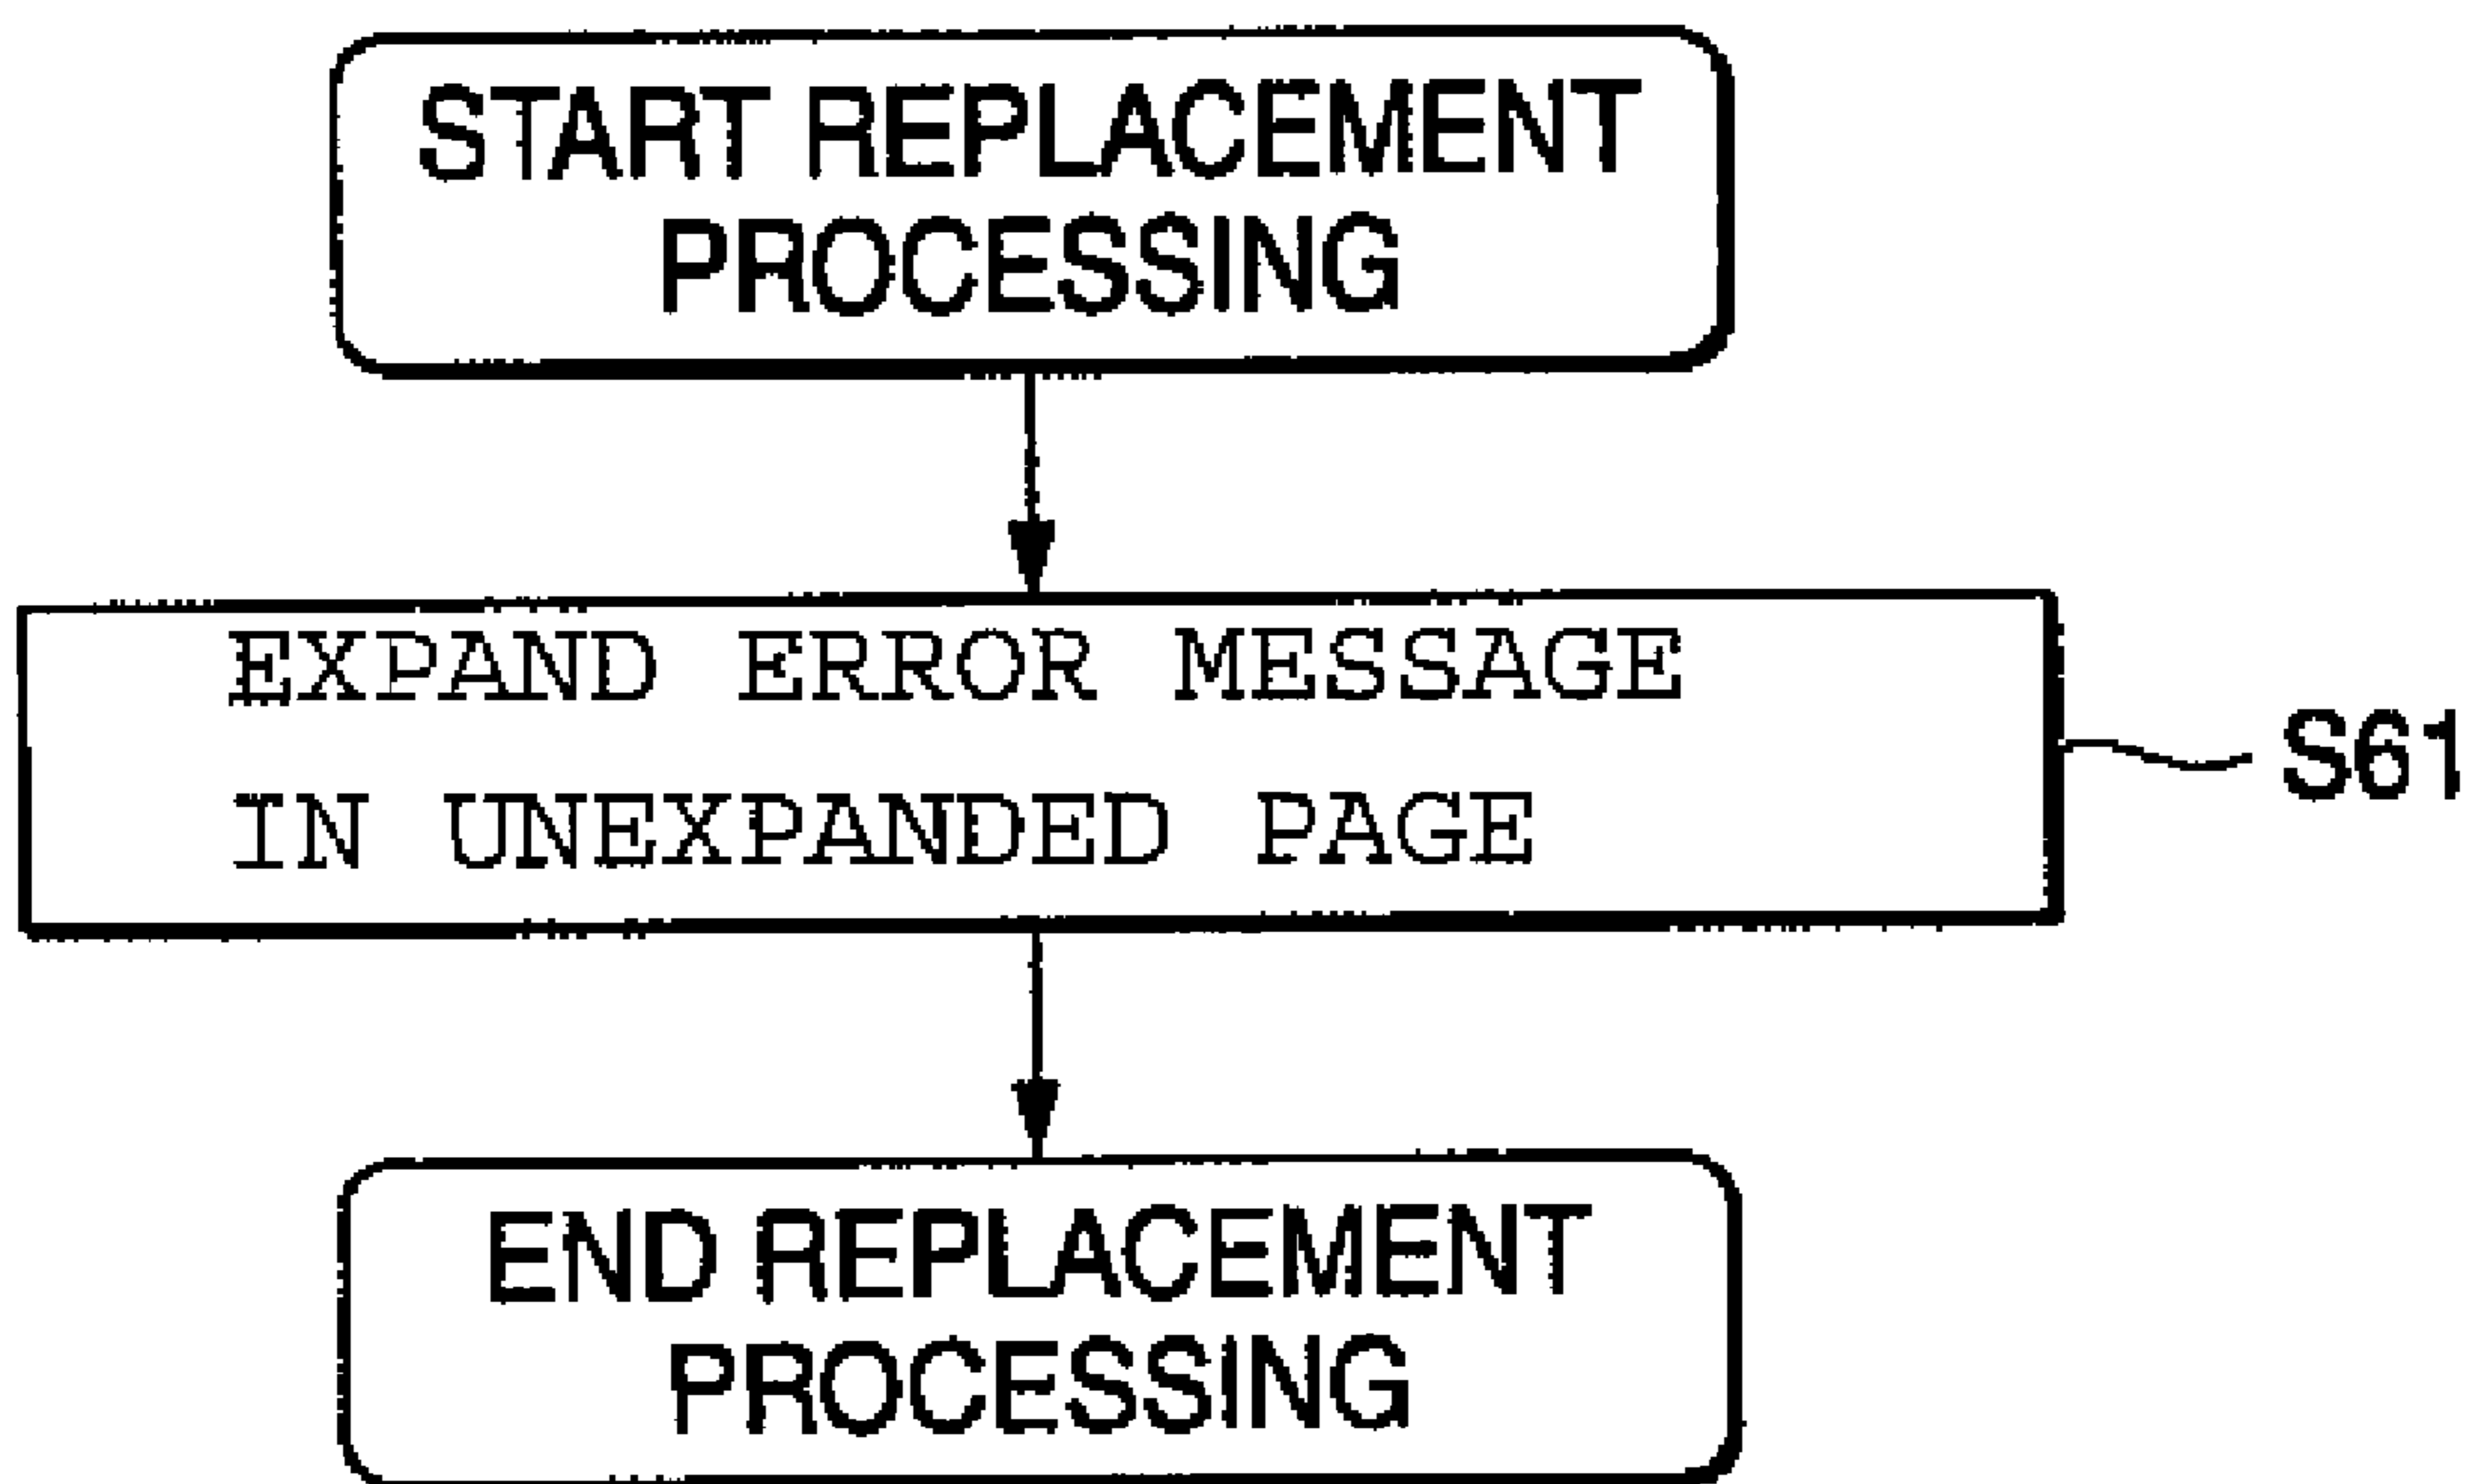 START REPLACEMENT
PROCESSING
EXPAND ERROR MESSAGE
IN UNEXPANDED PAGE
S61
END REPLACEMENT
PROCESSING